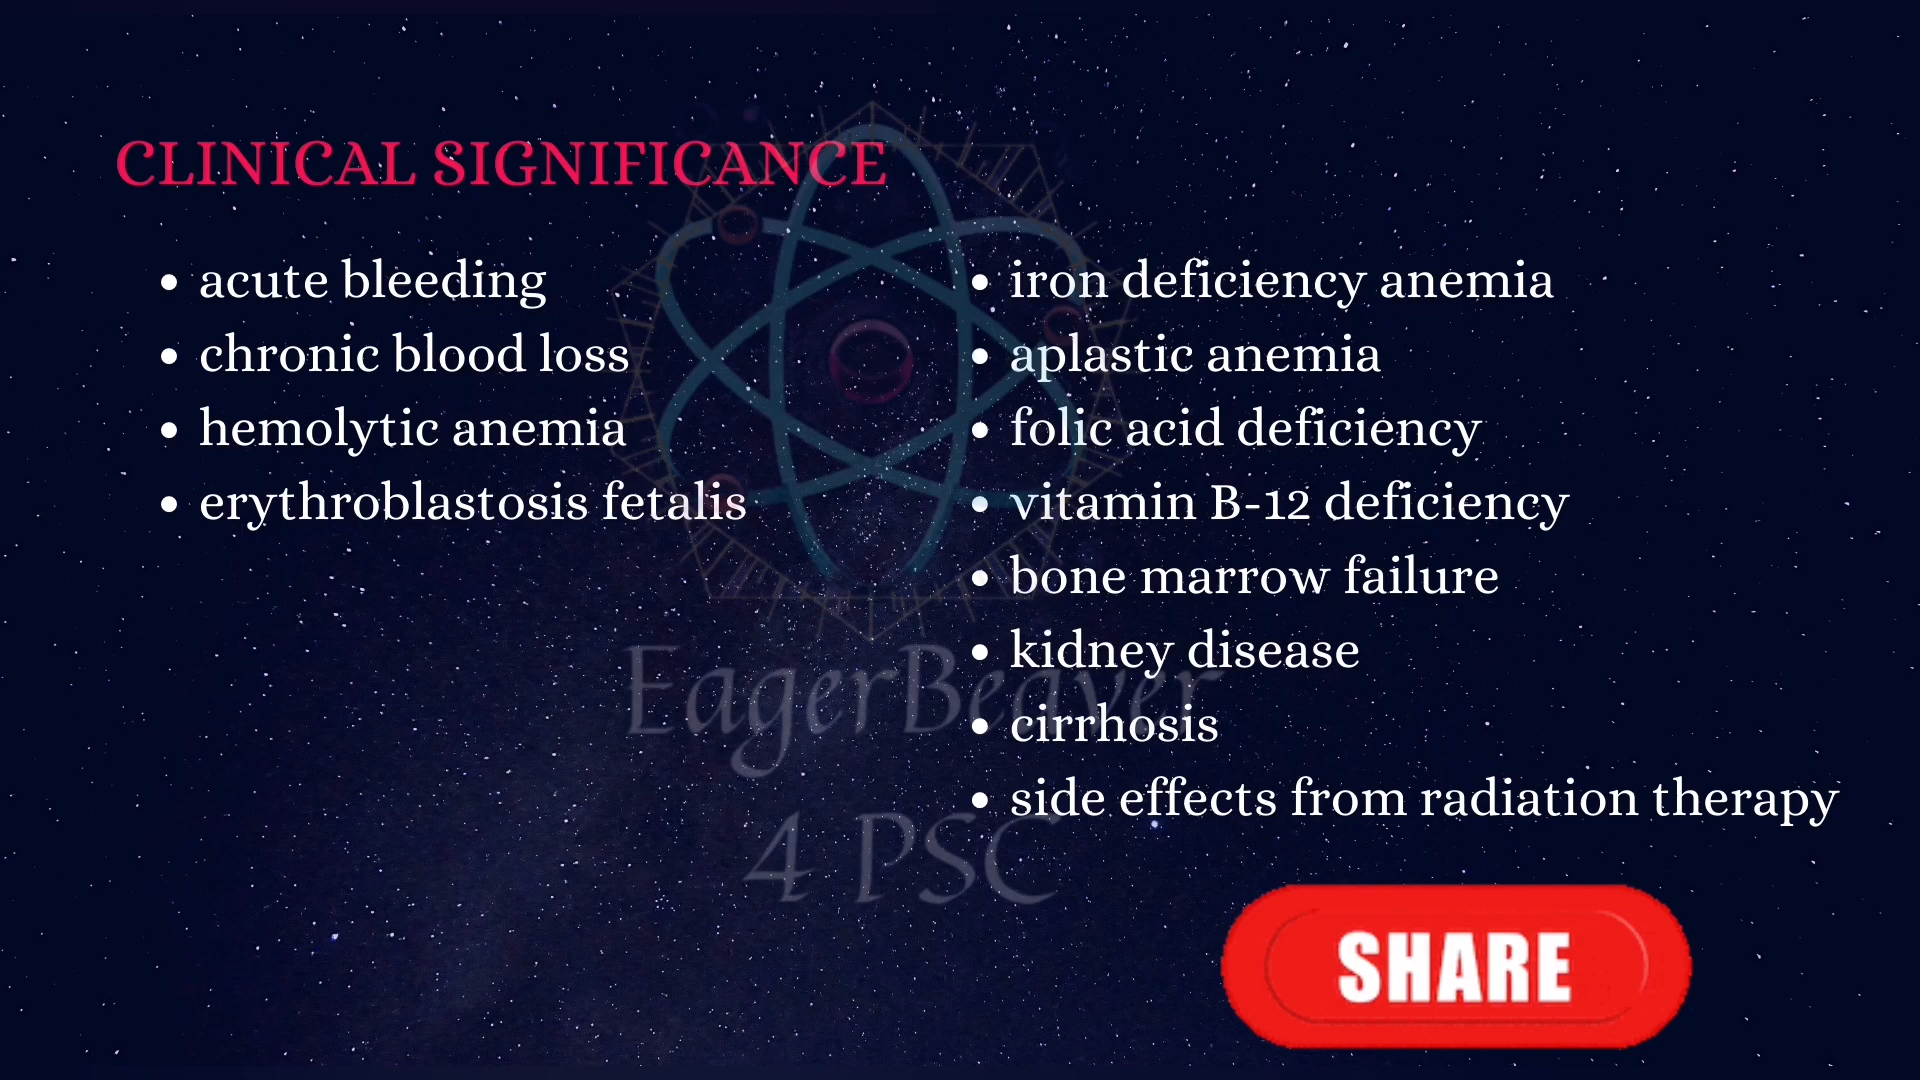 CLINICAL SIGNIFICANCE
acute bleeding
chronic blood loss
hemolytic anemia
erythroblastosis fetalis
iron deficiency anemia
aplastic anemia
folic acid deficiency
vitamin B-12 deficiency
bone marrow failure
kidney disease
cirrhosis
side effects from radiation therapy
EagerBeaver
4 PSC
SHARE